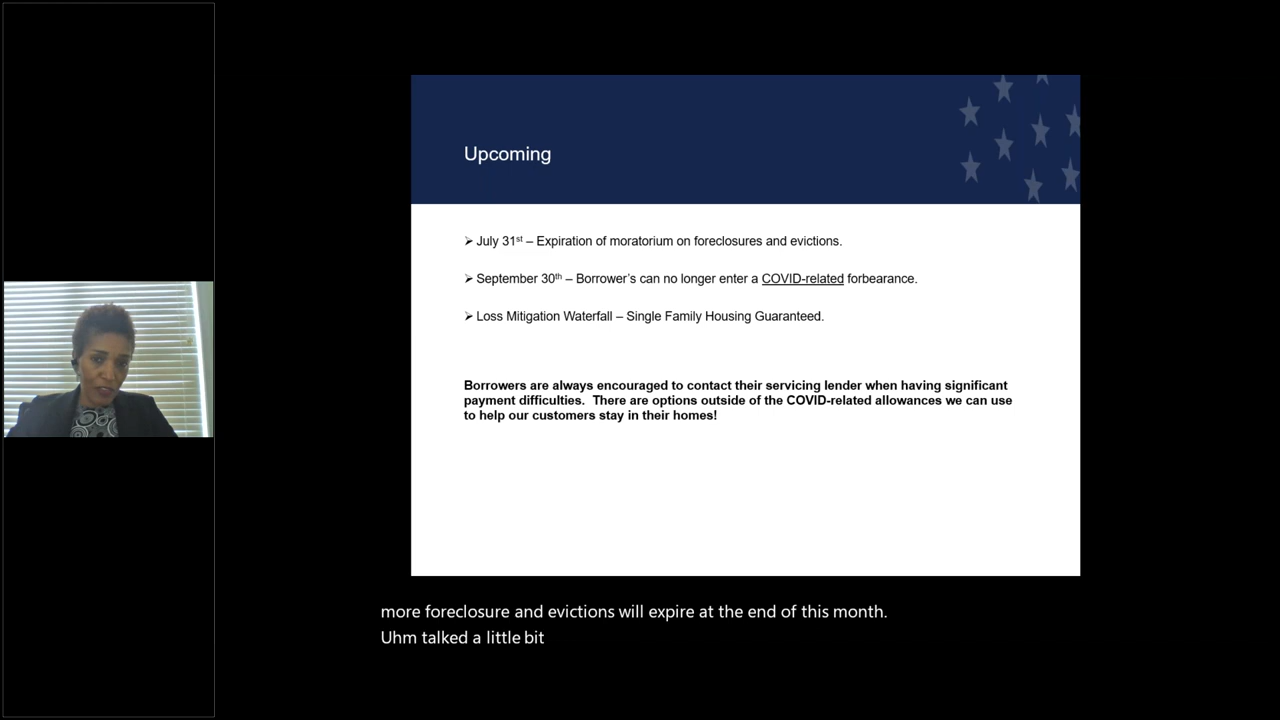 Upcoming
➢ July 31st – Expiration of moratorium on foreclosures and evictions.
➢ September 30th – Borrower’s can no longer enter a COVID-related forbearance.
➢ Loss Mitigation Waterfall – Single Family Housing Guaranteed.
Borrowers are always encouraged to contact their servicing lender when having significant
payment difficulties.  There are options outside of the COVID-related allowances we can use
to help our customers stay in their homes!
more foreclosure and evictions will expire at the end of this month.
Uhm talked a little bit